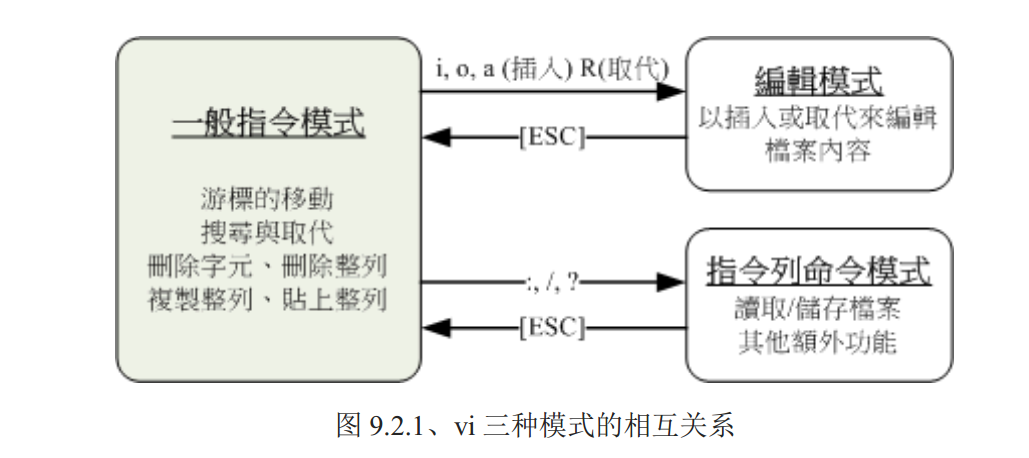 一般指令模式
游標的移動
搜尋與取代
刪除字元、刪除整列
複製整列、貼上整列
i, o, a (插入) R(取代)
[ESC]
編輯模式
以插入或取代來編輯
檔案內容
:, /, ?
[ESC]
指令列命令模式
讀取/儲存檔案
其他額外功能
图 9.2.1、vi 三种模式的相互关系